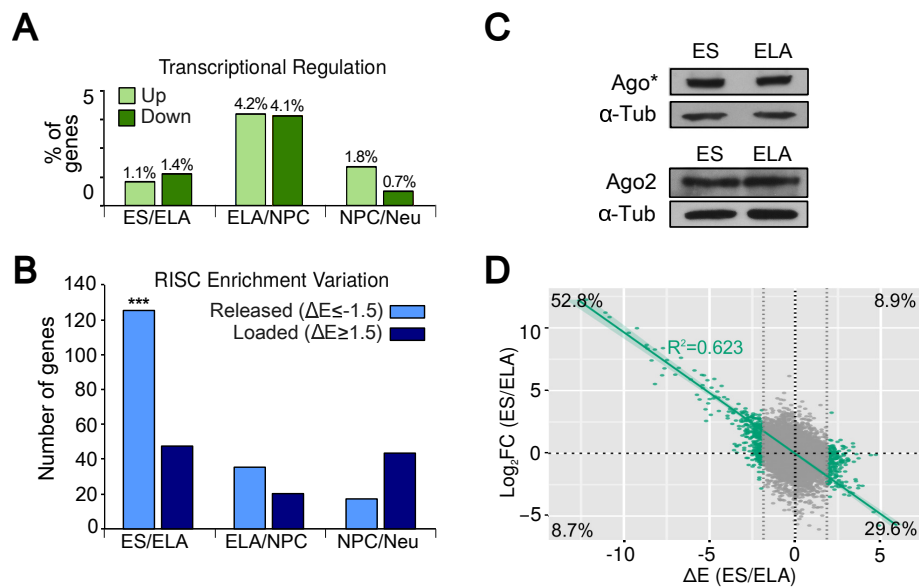 A
Transcriptional Regulation
Up
Down
% of
genes
5
0
1.1%
1.4%
4.2%
4.1%
1.8%
0.7%
ES/ELA
ELA/NPC
NPC/Neu
B
RISC Enrichment Variation
Released (ΔE≤-1.5)
Loaded (ΔE≥1.5)
Number of genes
140
120
100
80
60
40
20
0
***
ES/ELA
ELA/NPC
NPC/Neu
C
ES
ELA
Ago*
α-Tub
ES
ELA
Ago2
α-Tub
D
52.8%
8.9%
R²=0.623
8.7%
29.6%
Log₂FC (ES/ELA)
10
5
0
−5
-10
-5
0
5
ΔE (ES/ELA)